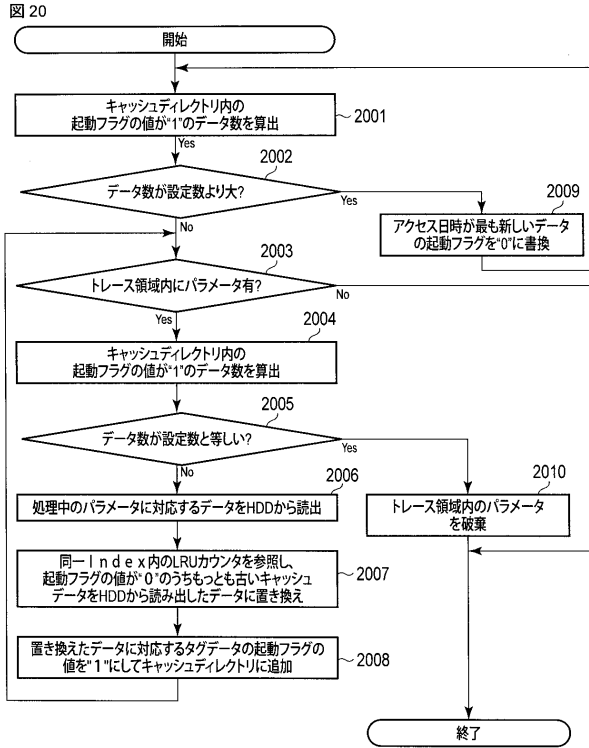 図 20
開始
キャッシュディレクトリ内の
起動フラグの値が“1”のデータ数を算出
2001
Yes
データ数が設定数より大?
2002
Yes
No
アクセス日時が最も新しいデータ
の起動フラグを“0”に書換
2009
トレース領域内にパラメータ有?
2003
No
Yes
キャッシュディレクトリ内の
起動フラグの値が“1”のデータ数を算出
2004
データ数が設定数と等しい?
2005
Yes
No
処理中のパラメータに対応するデータをHDDから読出
2006
トレース領域内のパラメータ
を破棄
2010
同一Index内のLRUカウンタを参照し、
起動フラグの値が“0”のうちもっとも古いキャッシュ
データをHDDから読み出したデータに置き換え
2007
置き換えたデータに対応するタグデータの起動フラグの
値を"1"にしてキャッシュディレクトリに追加
2008
終了